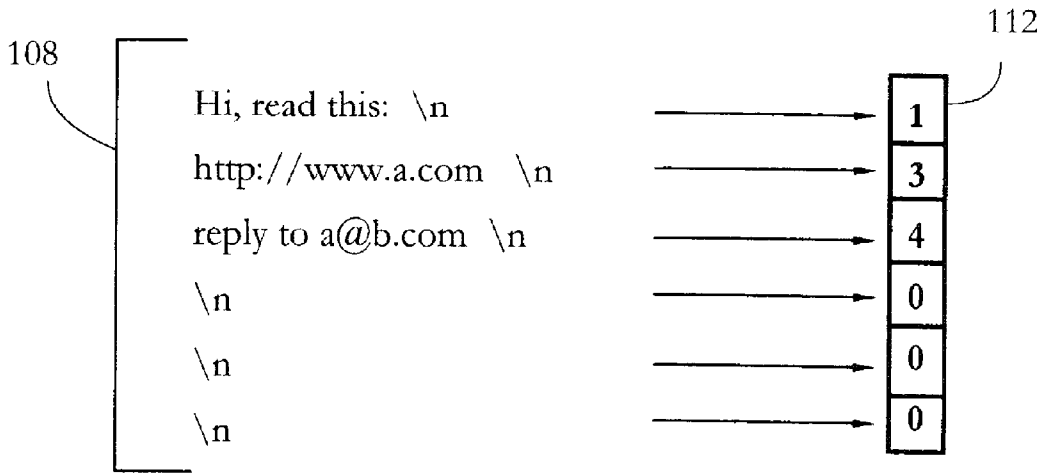 108
112
Hi, read this: \n 1
http://www.a.com \n 3
reply to a@b.com \n 4
\n 0
\n 0
\n 0